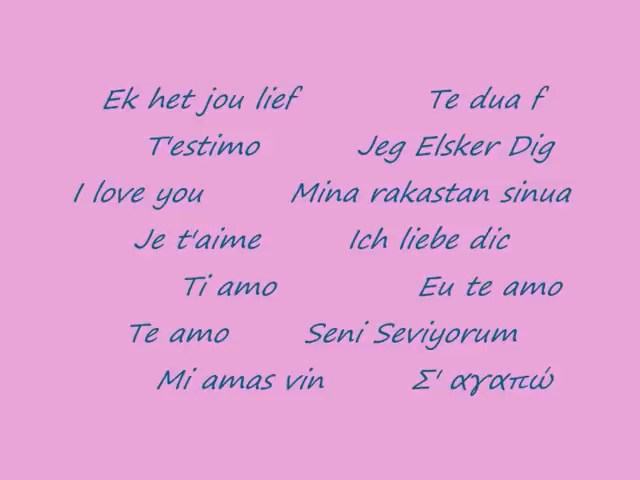 Ek het jou lief Te dua f
T'estimo Jeg Elsker Dig
I love you Mina rakastan sinua
Je t'aime Ich liebe dic
Ti amo Eu te amo
Te amo Seni Seviyorum
Mi amas vin Σ' αγαπώ